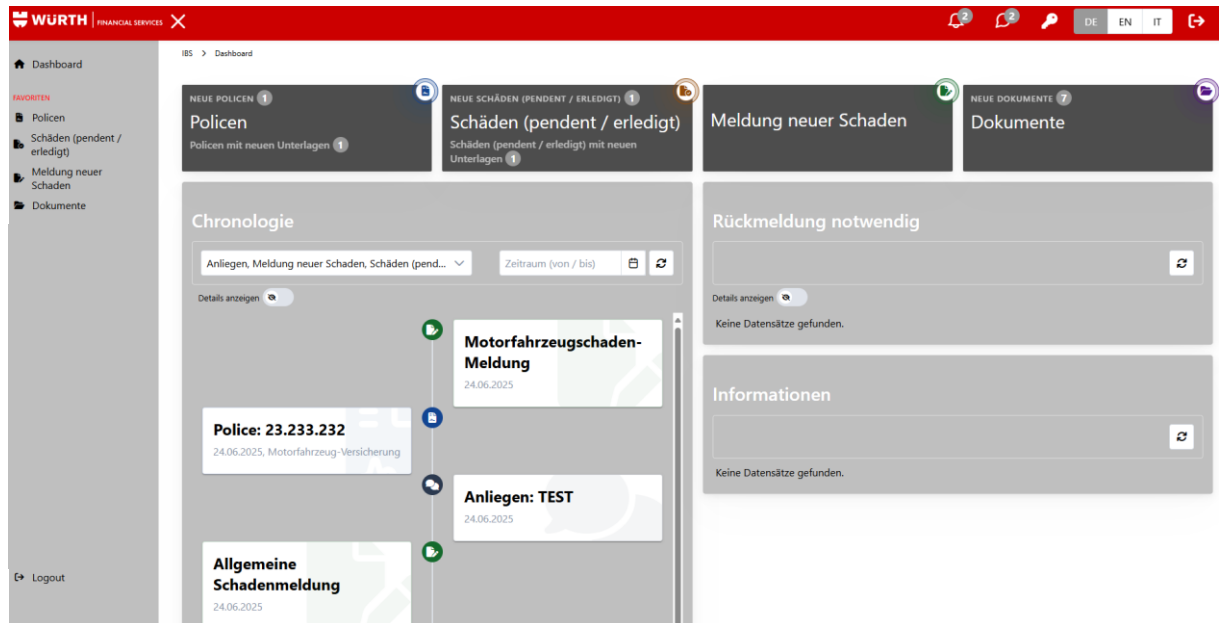 WÜRTH FINANCIAL SERVICES
2
2
DE EN IT
Dashboard
FAVORITEN
Policen
Schäden (pendent /
erledigt)
Meldung neuer
Schaden
Dokumente
Logout
IBS > Dashboard
NEUE POLICEN 1
Policen
Policen mit neuen Unterlagen 1
NEUE SCHÄDEN (PENDENT / ERLEDIGT) 1
Schäden (pendent / erledigt)
Schäden (pendent / erledigt) mit neuen
Unterlagen 1
Meldung neuer Schaden
NEUE DOKUMENTE 7
Dokumente
Chronologie
Anliegen, Meldung neuer Schaden, Schäden (pend...
Zeitraum (von / bis)
Details anzeigen
Motorfahrzeugschaden-
Meldung
24.06.2025
Police: 23.233.232
24.06.2025, Motorfahrzeug-Versicherung
Anliegen: TEST
24.06.2025
Allgemeine
Schadenmeldung
24.06.2025
Rückmeldung notwendig
Details anzeigen
Keine Datensätze gefunden.
Informationen
Keine Datensätze gefunden.